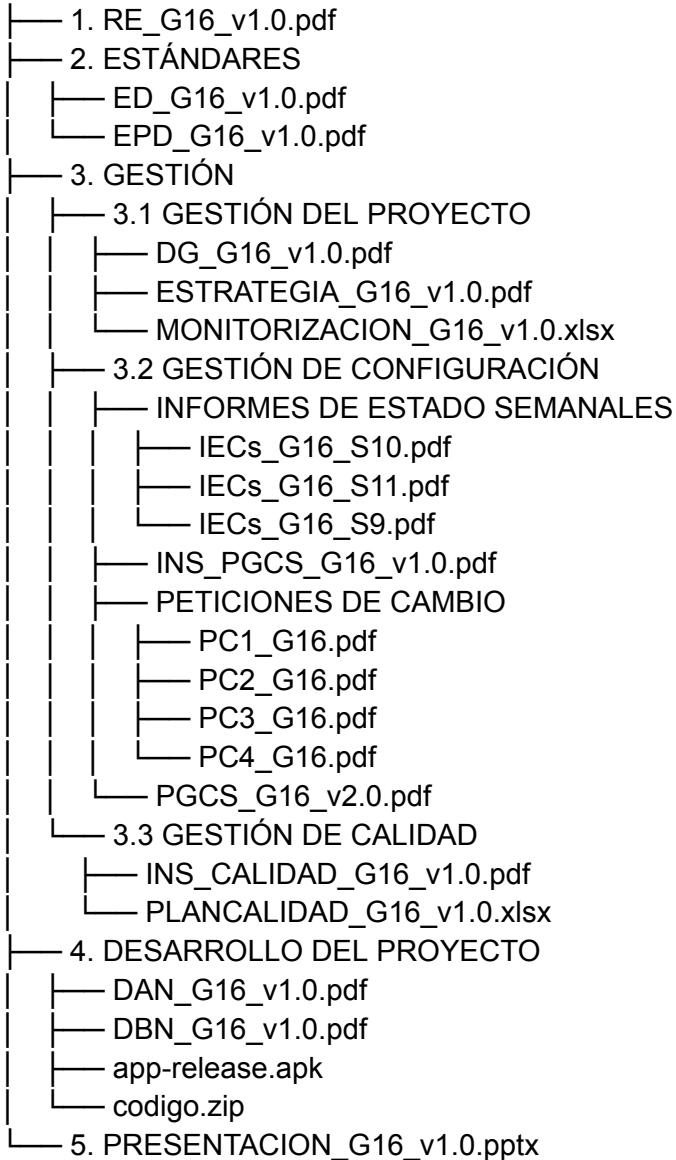 ├── 1. RE_G16_v1.0.pdf
├── 2. ESTÁNDARES
│   ├── ED_G16_v1.0.pdf
│   └── EPD_G16_v1.0.pdf
├── 3. GESTIÓN
│   ├── 3.1 GESTIÓN DEL PROYECTO
│   │   ├── DG_G16_v1.0.pdf
│   │   ├── ESTRATEGIA_G16_v1.0.pdf
│   │   └── MONITORIZACION_G16_v1.0.xlsx
│   ├── 3.2 GESTIÓN DE CONFIGURACIÓN
│   │   ├── INFORMES DE ESTADO SEMANALES
│   │   │   ├── IECs_G16_S10.pdf
│   │   │   ├── IECs_G16_S11.pdf
│   │   │   └── IECs_G16_S9.pdf
│   │   ├── INS_PGCS_G16_v1.0.pdf
│   │   ├── PETICIONES DE CAMBIO
│   │   │   ├── PC1_G16.pdf
│   │   │   ├── PC2_G16.pdf
│   │   │   ├── PC3_G16.pdf
│   │   │   └── PC4_G16.pdf
│   │   └── PGCS_G16_v2.0.pdf
│   └── 3.3 GESTIÓN DE CALIDAD
│       ├── INS_CALIDAD_G16_v1.0.pdf
│       └── PLANCALIDAD_G16_v1.0.xlsx
├── 4. DESARROLLO DEL PROYECTO
│   ├── DAN_G16_v1.0.pdf
│   ├── DBN_G16_v1.0.pdf
│   ├── app-release.apk
│   └── codigo.zip
└── 5. PRESENTACION_G16_v1.0.pptx